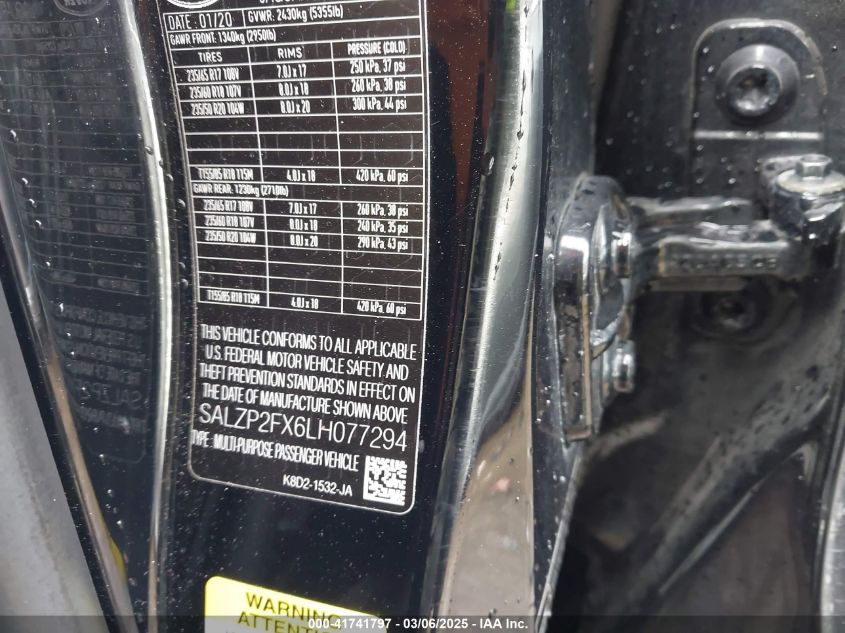 DATE: 01/20 GVWR: 2430kg (5355lb)
GAWR FRONT: 1340kg (2950lb)
TIRES RIMS PRESSURE (COLD)
235/65 R17 108V 7.0J x 17 250 kPa, 37 psi
235/60 R18 107V 8.0J x 18 260 kPa, 38 psi
235/50 R20 104W 8.0J x 20 300 kPa, 44 psi
T155/85 R18 115M 4.0J x 18 420 kPa, 60 psi
GAWR REAR: 1230kg (2710lb)
235/65 R17 108V 7.0J x 17 260 kPa, 38 psi
235/60 R18 107V 8.0J x 18 240 kPa, 35 psi
235/50 R20 104W 8.0J x 20 290 kPa, 43 psi
T155/85 R18 115M 4.0J x 18 420 kPa, 60 psi
THIS VEHICLE CONFORMS TO ALL APPLICABLE
U.S. FEDERAL MOTOR VEHICLE SAFETY AND
THEFT PREVENTION STANDARDS IN EFFECT ON
THE DATE OF MANUFACTURE SHOWN ABOVE
SALZP2FX6LH077294
TYPE: MULTI-PURPOSE PASSENGER VEHICLE
K8D2-1532-JA
WARNING
ATTENTION
000-41741797 - 03/06/2025 - IAA Inc.